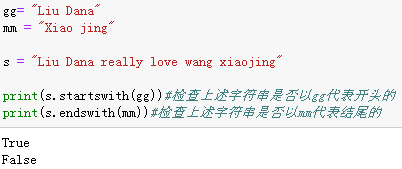 gg= "Liu Dana"
mm = "Xiao jing"
s = "Liu Dana really love wang xiaojing"
print(s.startswith(gg))#检查上述字符串是否以gg代表开头的
print(s.endswith(mm))#检查上述字符串是否以mm代表结尾的
True
False